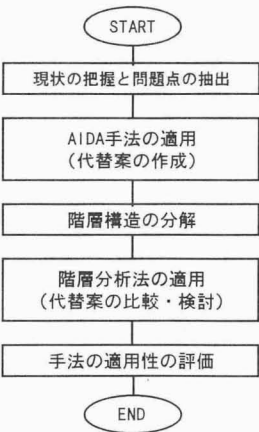 START
現状の把握と問題点の抽出
AIDA手法の適用
(代替案の作成)
階層構造の分解
階層分析法の適用
(代替案の比較・検討)
手法の適用性の評価
END